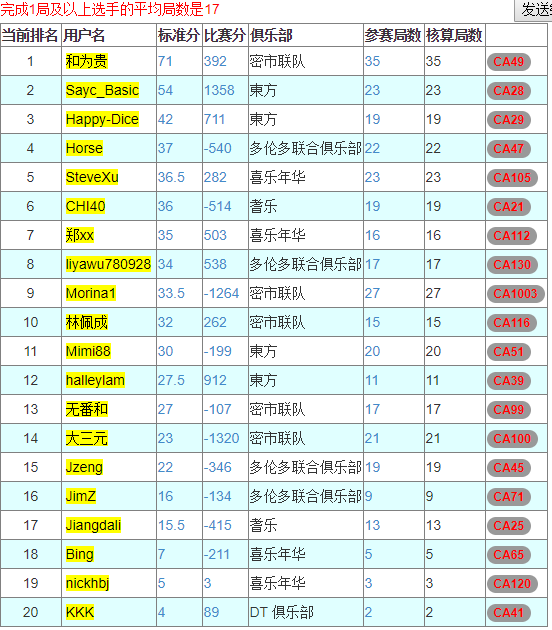 完成1局及以上选手的平均局数是17
当前排名 用户名 标准分 比赛分 俱乐部 参赛局数 核算局数
1 和为贵 71 392 密市联队 35 35 CA49
2 Sayc_Basic 54 1358 東方 23 23 CA28
3 Happy-Dice 42 711 東方 19 19 CA29
4 Horse 37 -540 多伦多联合俱乐部 22 22 CA47
5 SteveXu 36.5 282 喜乐年华 23 23 CA105
6 CHI40 36 -514 耆乐 19 19 CA21
7 郑xx 35 503 喜乐年华 16 16 CA112
8 liyawu780928 34 538 多伦多联合俱乐部 17 17 CA130
9 Morina1 33.5 -1264 密市联队 27 27 CA1003
10 林佩成 32 262 密市联队 15 15 CA116
11 Mimi88 30 -199 東方 20 20 CA51
12 halleylam 27.5 912 東方 11 11 CA39
13 无番和 27 -107 密市联队 17 17 CA99
14 大三元 23 -1320 密市联队 21 21 CA100
15 Jzeng 22 -346 多伦多联合俱乐部 19 19 CA45
16 JimZ 16 -134 多伦多联合俱乐部 9 9 CA71
17 Jiangdali 15.5 -415 耆乐 13 13 CA25
18 Bing 7 -211 喜乐年华 5 5 CA65
19 nickhbj 5 3 喜乐年华 3 3 CA120
20 KKK 4 89 DT 俱乐部 2 2 CA41